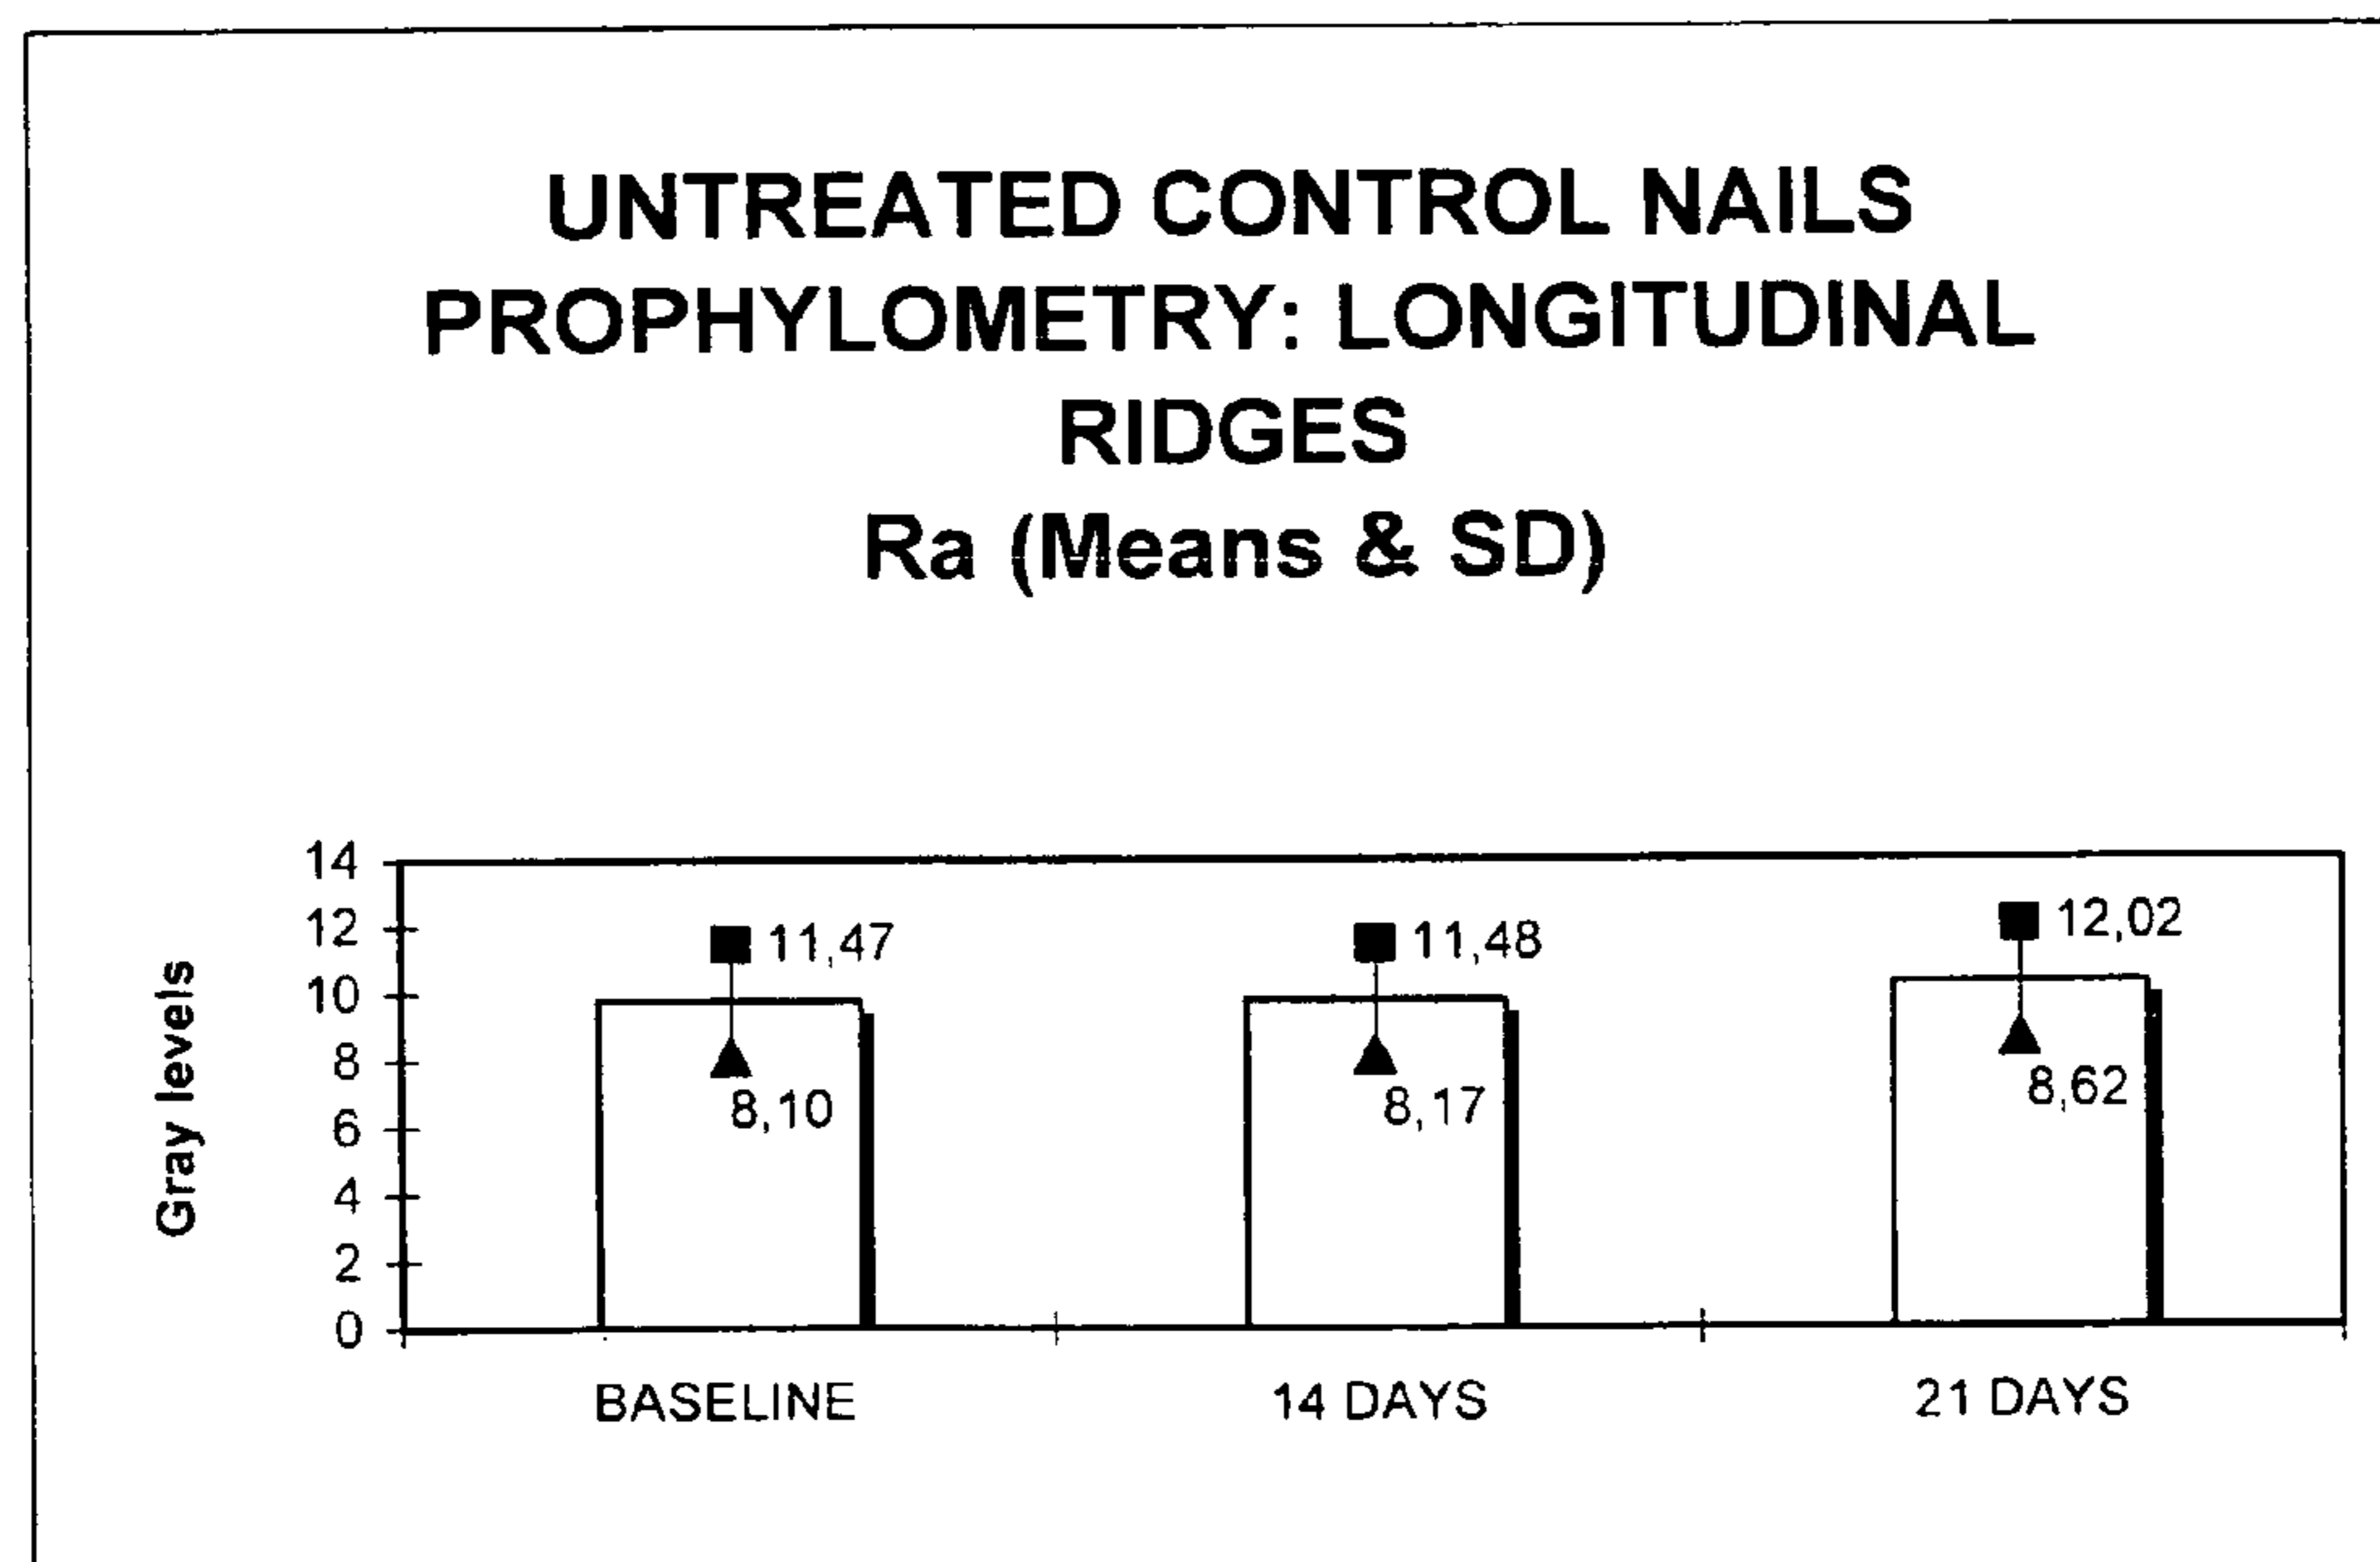 UNTREATED CONTROL NAILS
PROPHYLOMETRY: LONGITUDINAL
RIDGES
Ra (Means & SD)
Gray levels
14
12
10
8
6
4
2
0
11,47
11,48
12,02
8,10
8,17
8,62
BASELINE
14 DAYS
21 DAYS